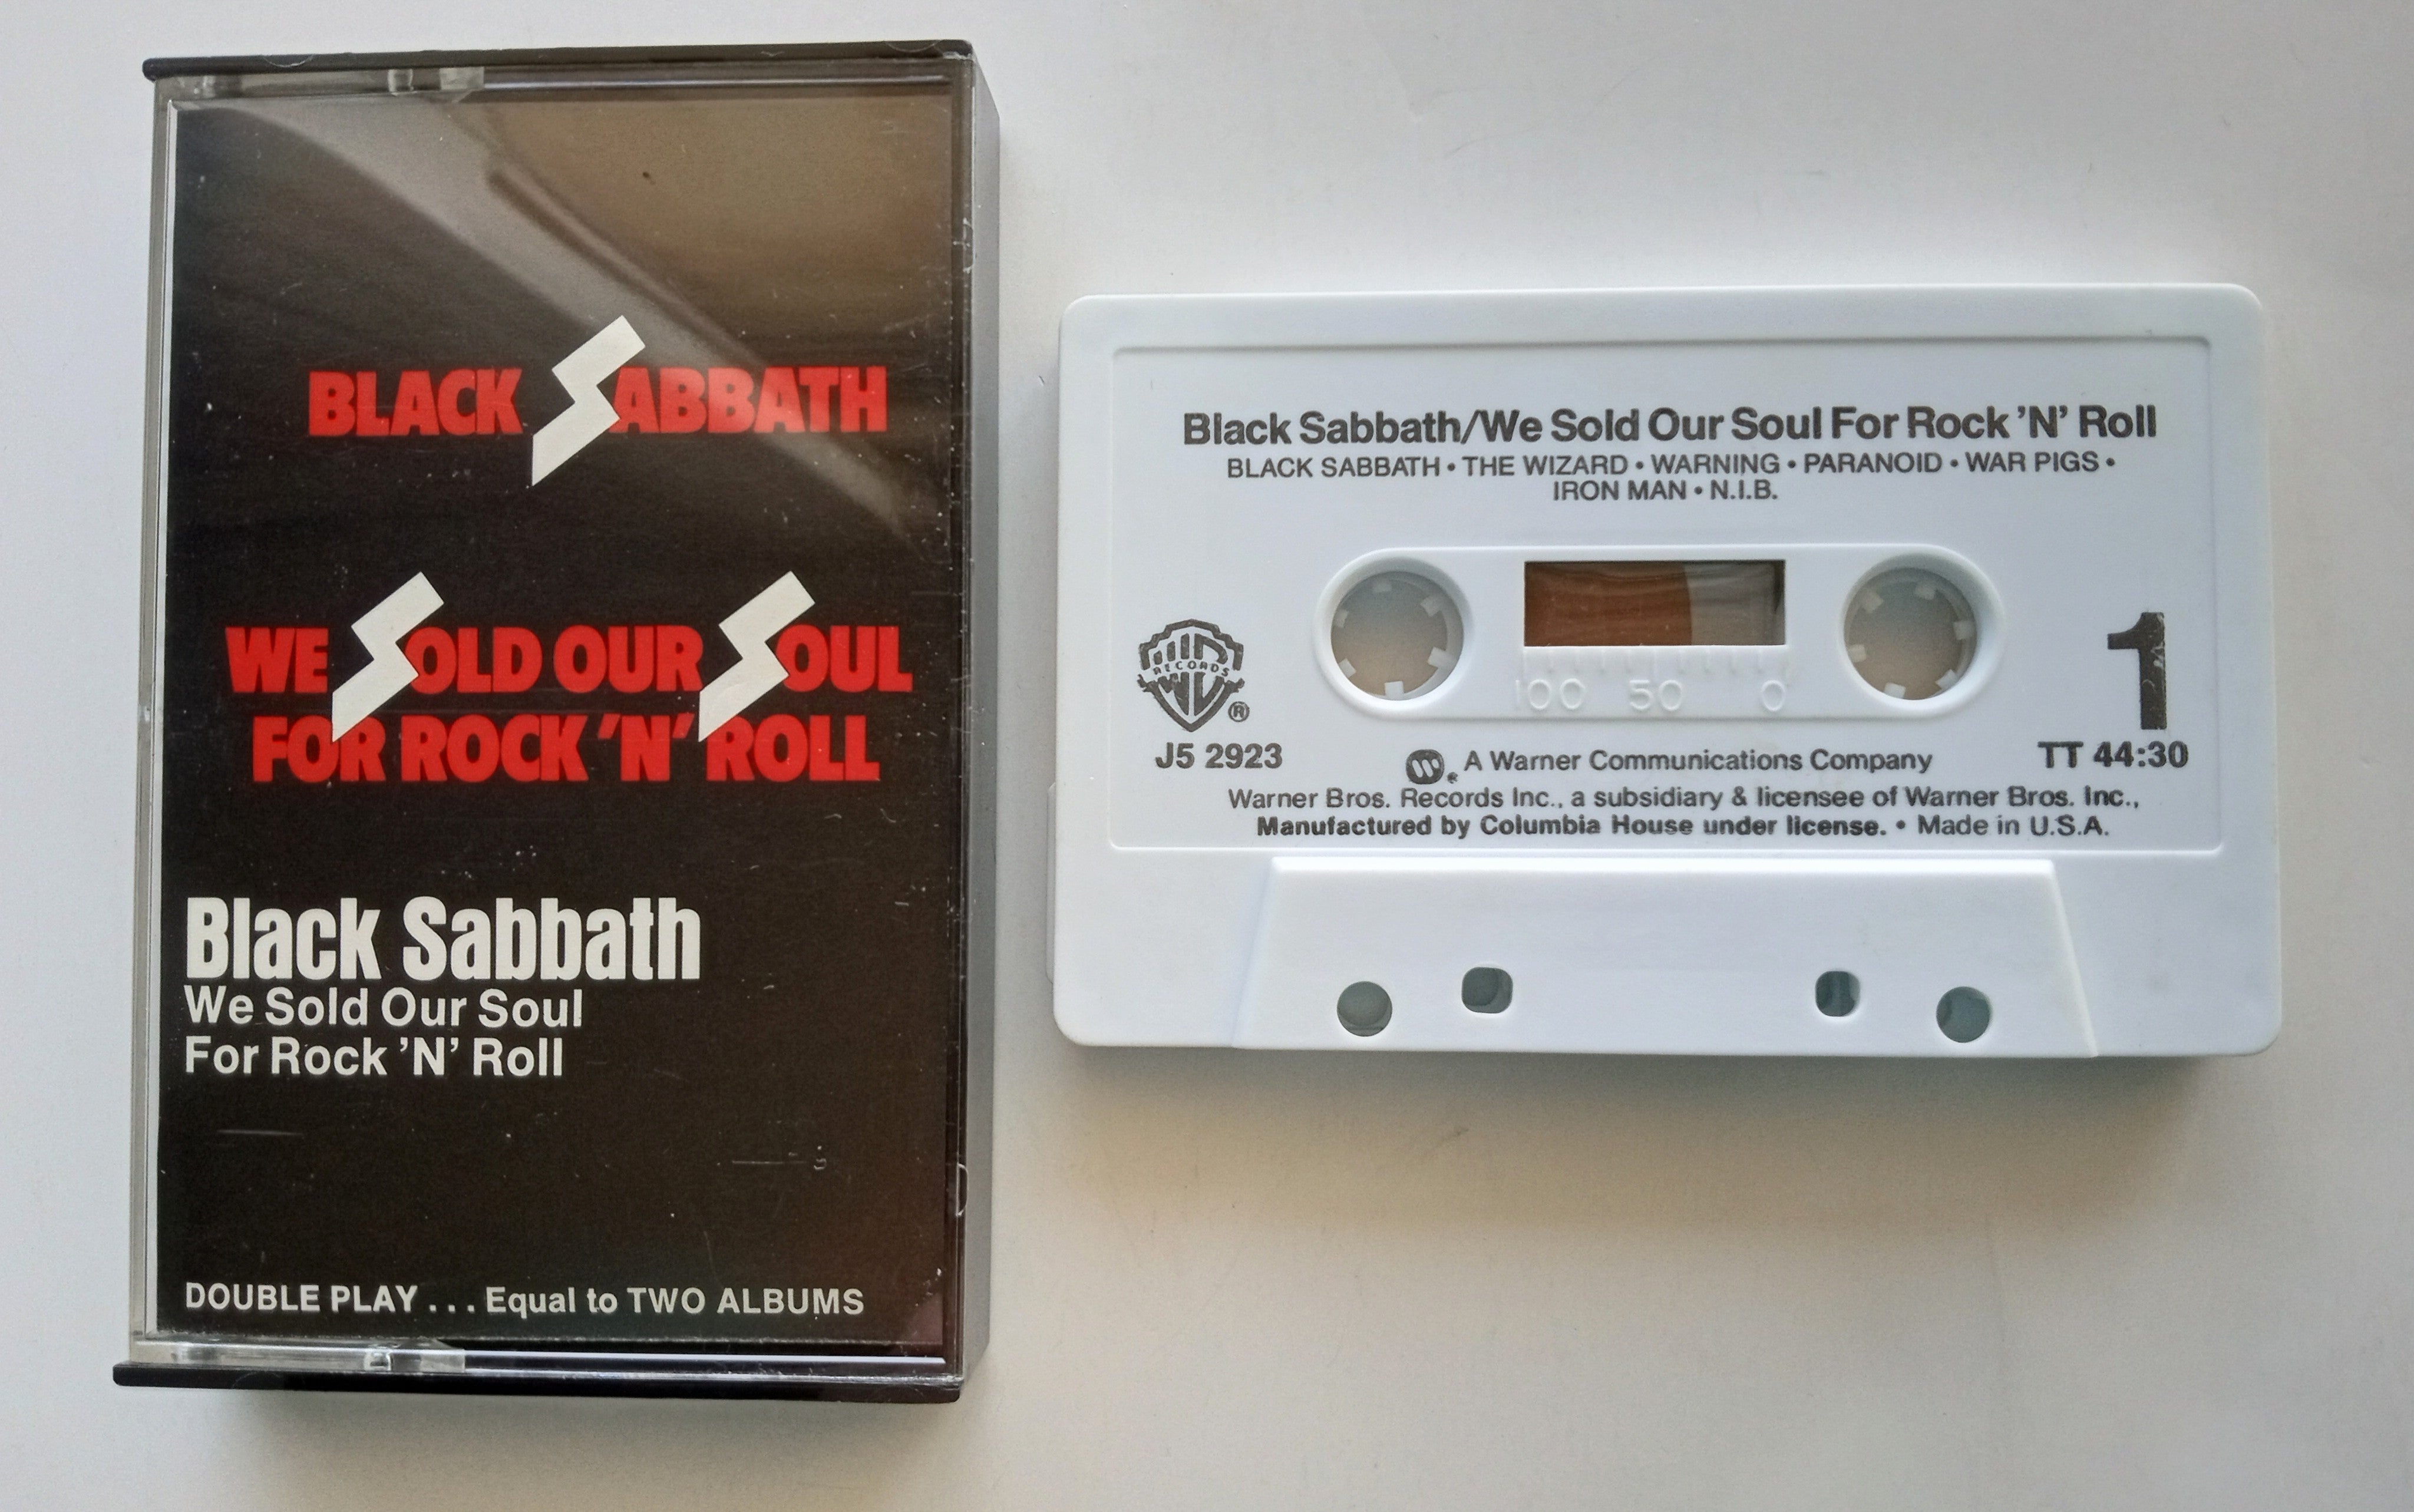 BLACK SABBATH
WE SOLD OUR SOUL
FOR ROCK 'N' ROLL
Black Sabbath
We Sold Our Soul
For Rock 'N' Roll
DOUBLE PLAY . . . Equal to TWO ALBUMS
Black Sabbath/We Sold Our Soul For Rock 'N' Roll
BLACK SABBATH • THE WIZARD • WARNING • PARANOID • WAR PIGS •
IRON MAN • N.I.B.
RECORDS
®
100 50 0
1
J5 2923
A Warner Communications Company
TT 44:30
Warner Bros. Records Inc., a subsidiary & licensee of Warner Bros. Inc.,
Manufactured by Columbia House under license. • Made in U.S.A.